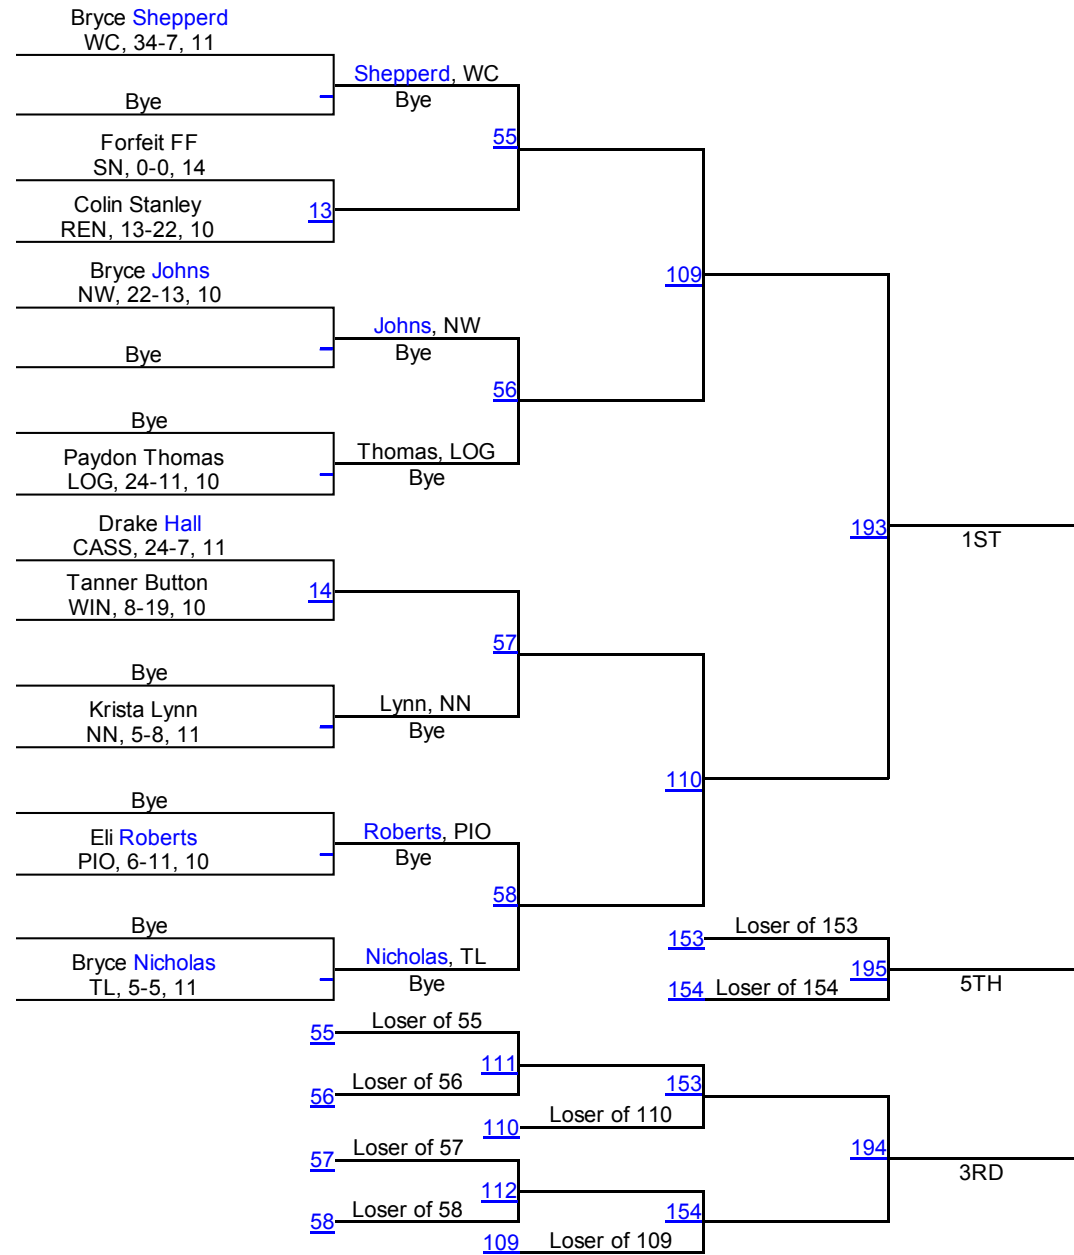 Bryce Shepperd
WC, 34-7, 11
Shepperd, WC
Bye
Bye
Forfeit FF
SN, 0-0, 14
55
Colin Stanley
REN, 13-22, 10
13
Bryce Johns
NW, 22-13, 10
109
Johns, NW
Bye
Bye
56
Bye
Paydon Thomas
LOG, 24-11, 10
Thomas, LOG
Bye
Drake Hall
CASS, 24-7, 11
193
1ST
Tanner Button
WIN, 8-19, 10
14
57
Bye
Krista Lynn
NN, 5-8, 11
Lynn, NN
Bye
110
Bye
Eli Roberts
PIO, 6-11, 10
Roberts, PIO
Bye
58
Bye
Bryce Nicholas
TL, 5-5, 11
Nicholas, TL
Bye
153 Loser of 153
195
5TH
154 Loser of 154
55 Loser of 55
111
56 Loser of 56
153
110 Loser of 110
57 Loser of 57
194
3RD
112
58 Loser of 58
154
109 Loser of 109